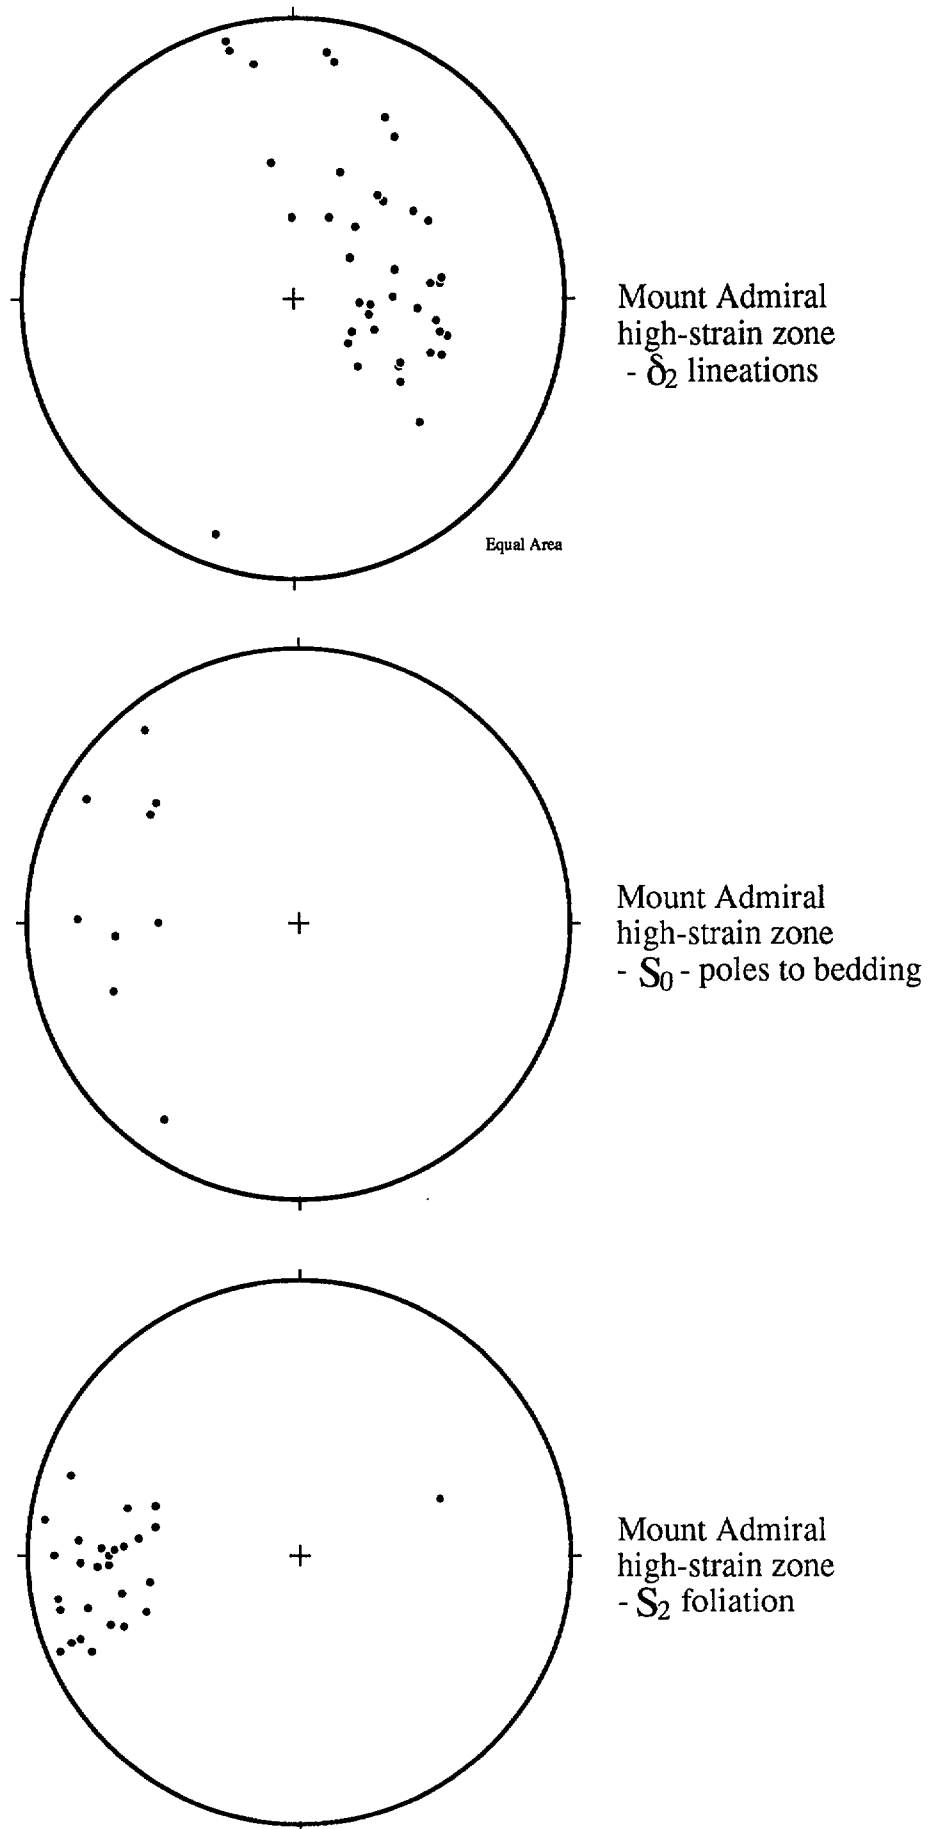 Mount Admiral
high-strain zone
- δ2 lineations
Equal Area
Mount Admiral
high-strain zone
- S0 - poles to bedding
Mount Admiral
high-strain zone
- S2 foliation